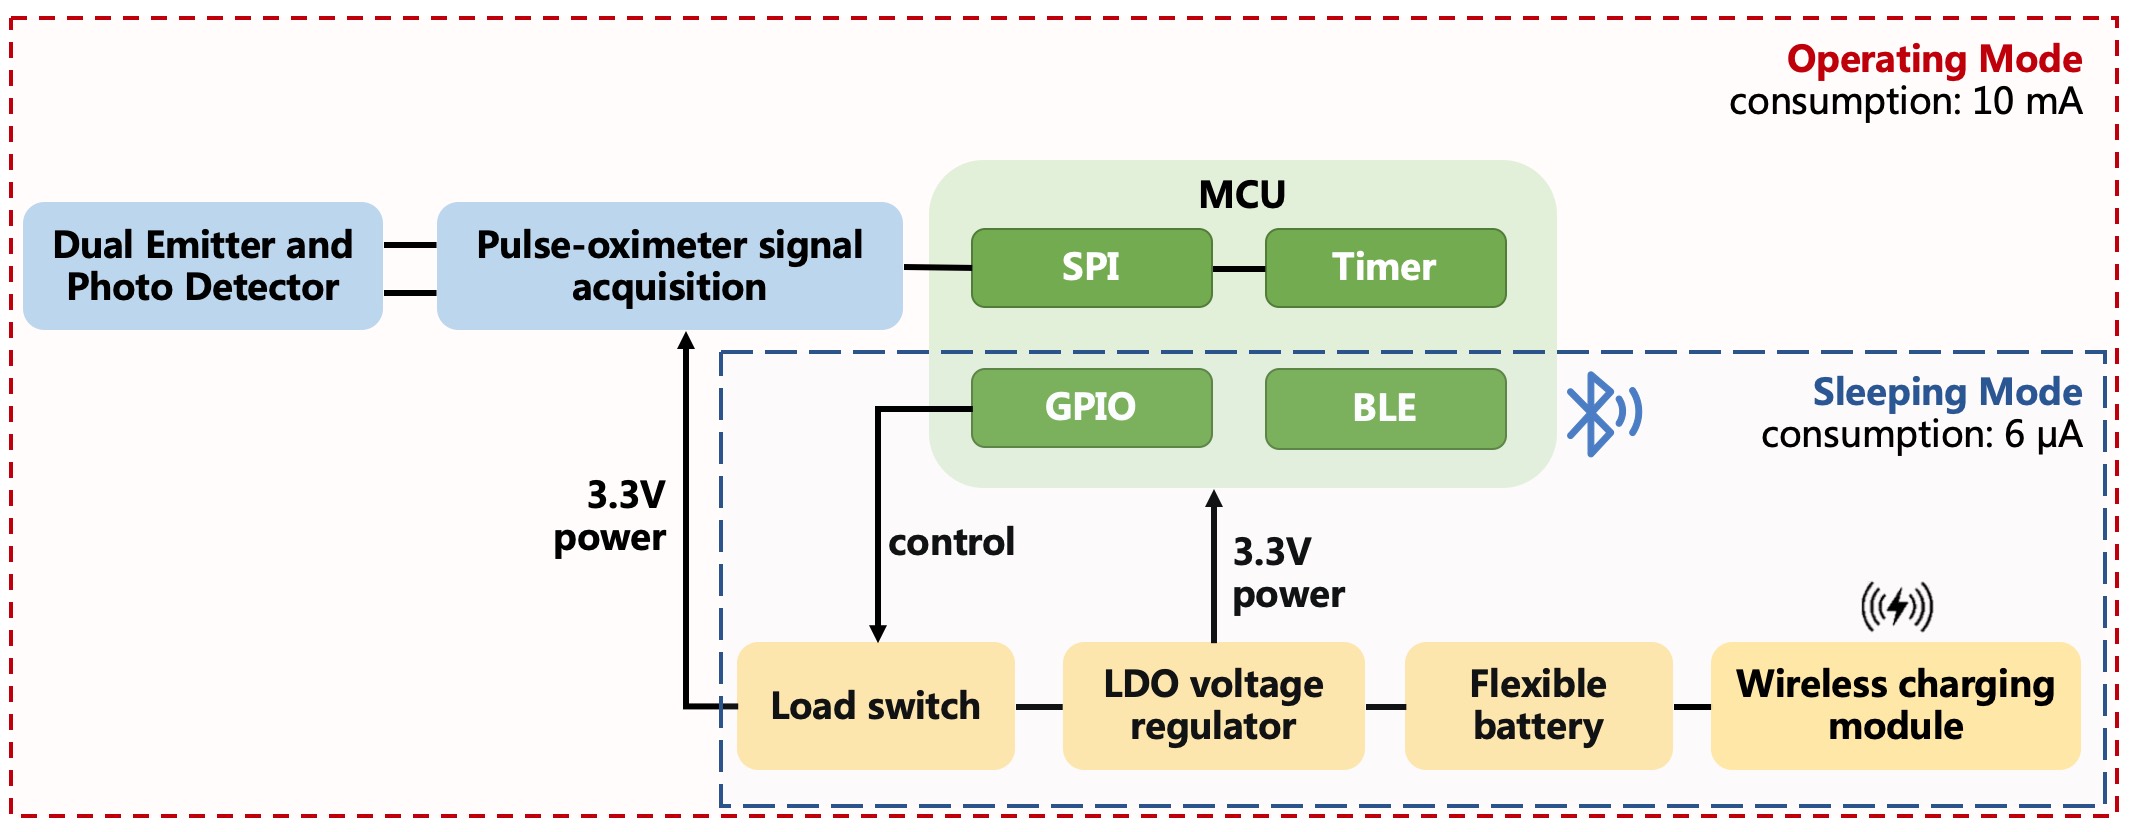 Operating Mode
consumption: 10 mA
MCU
Dual Emitter and
Photo Detector
Pulse-oximeter signal
acquisition
SPI
Timer
GPIO
BLE
Sleeping Mode
consumption: 6 µA
3.3V
power
control
3.3V
power
Load switch
LDO voltage
regulator
Flexible
battery
Wireless charging
module